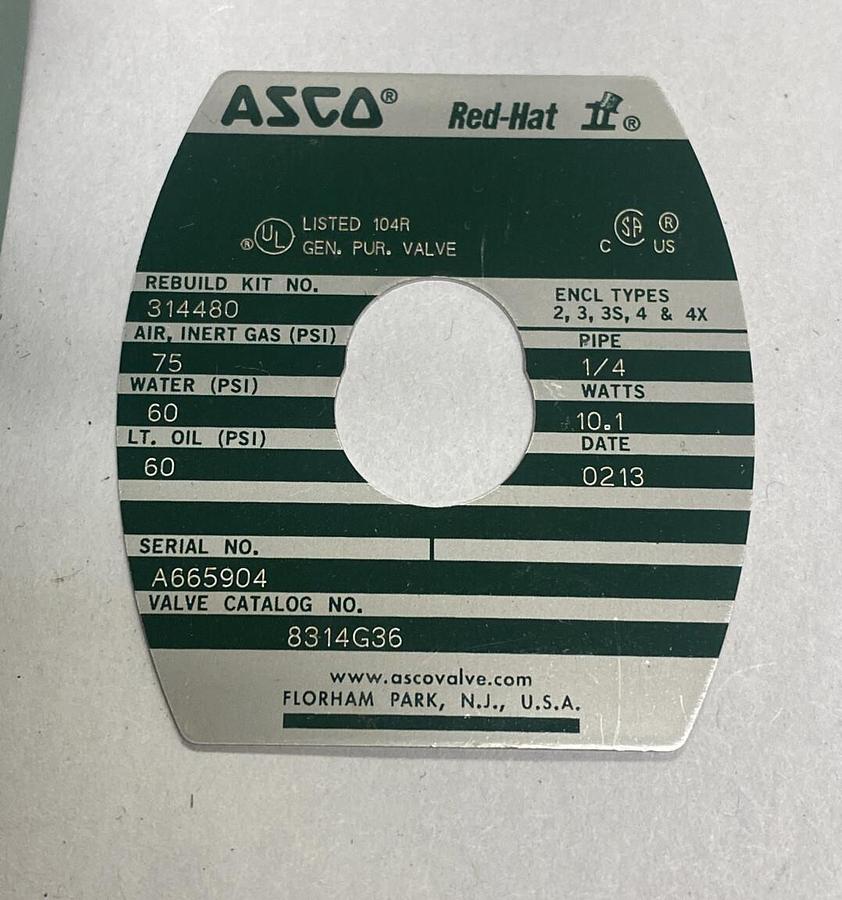 ASCO® Red-Hat II®
® UL LISTED 104R
GEN. PUR. VALVE
C SA ®
C US
REBUILD KIT NO.
314480
AIR, INERT GAS (PSI)
75
WATER (PSI)
60
LT. OIL (PSI)
60
ENCL TYPES
2, 3, 3S, 4 & 4X
PIPE
1/4
WATTS
10.1
DATE
0213
SERIAL NO.
A665904
VALVE CATALOG NO.
8314G36
www.ascovalve.com
FLORHAM PARK, N.J., U.S.A.